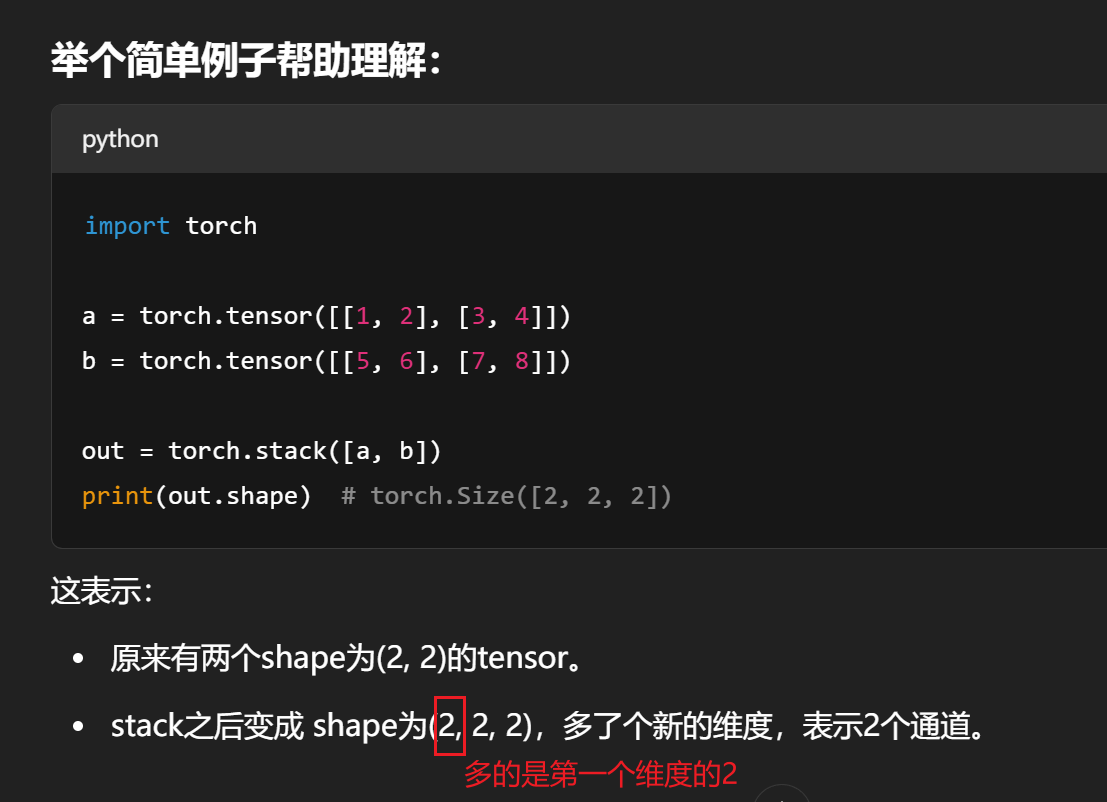 举个简单例子帮助理解：
python
import torch
a = torch.tensor([[1, 2], [3, 4]])
b = torch.tensor([[5, 6], [7, 8]])
out = torch.stack([a, b])
print(out.shape)  # torch.Size([2, 2, 2])
这表示：
• 原来有两个shape为(2, 2)的tensor。
• stack之后变成 shape为(2, 2, 2)，多了个新的维度，表示2个通道。
多的是第一个维度的2